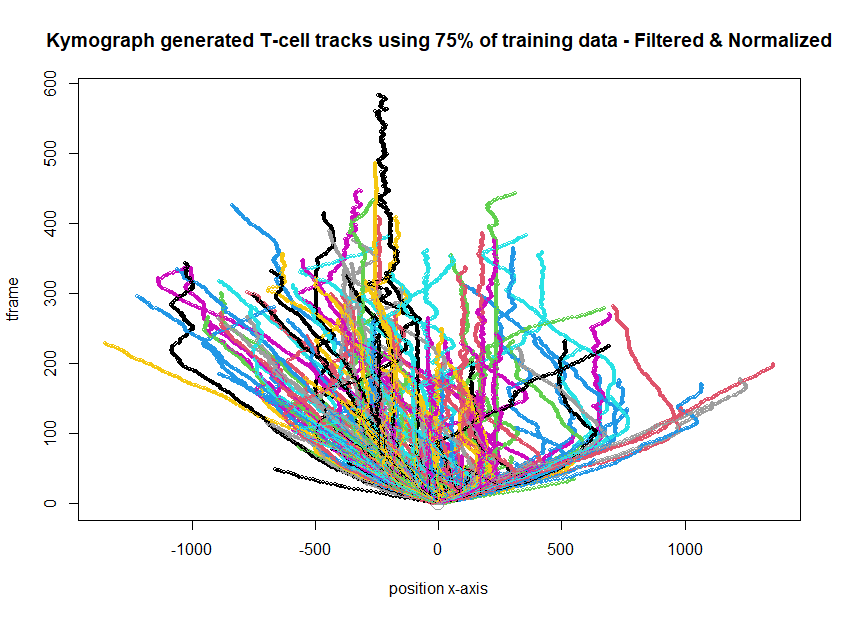 Kymograph generated T-cell tracks using 75% of training data - Filtered & Normalized
600
500
400
300
200
100
0
tframe
-1000 -500 0 500 1000
position x-axis